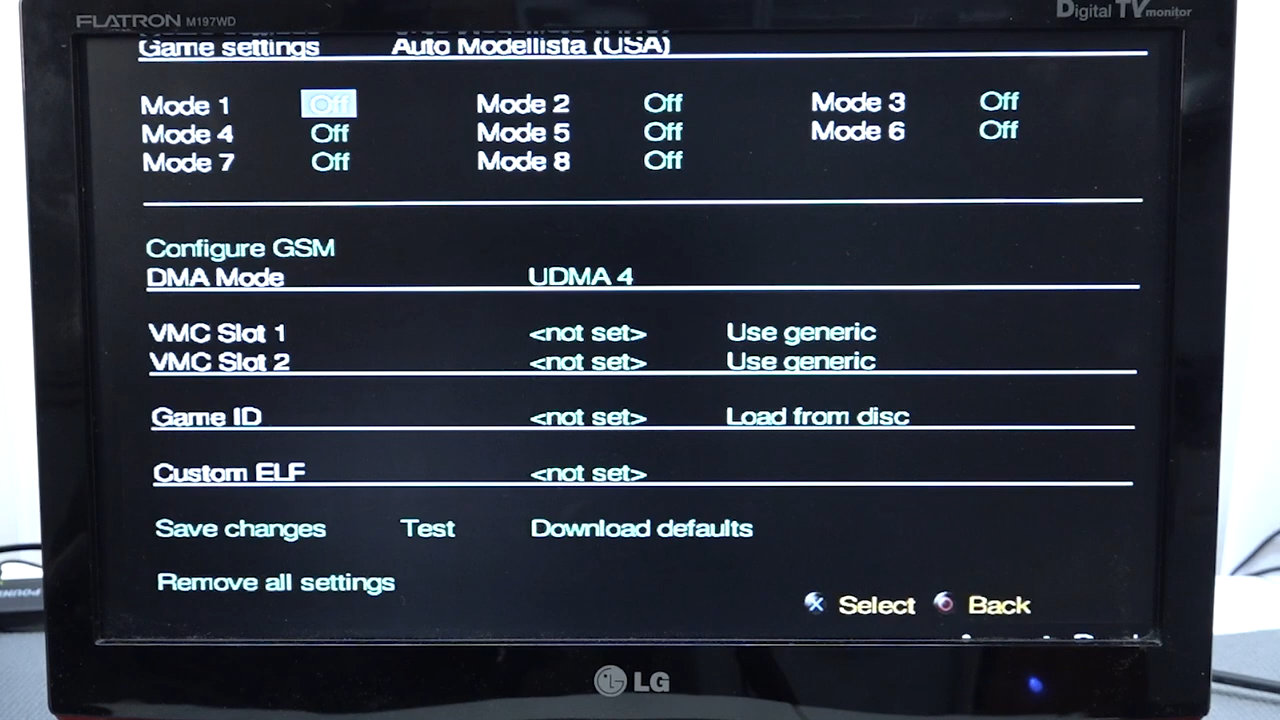 FLATRON M197WD
Digital TV monitor
Game settings Auto Modellista (USA)
Mode 1 Off Mode 2 Off Mode 3 Off
Mode 4 Off Mode 5 Off Mode 6 Off
Mode 7 Off Mode 8 Off
Configure GSM
DMA Mode UDMA 4
VMC Slot 1 <not set> Use generic
VMC Slot 2 <not set> Use generic
Game ID <not set> Load from disc
Custom ELF <not set>
Save changes Test Download defaults
Remove all settings
Select Back
LG